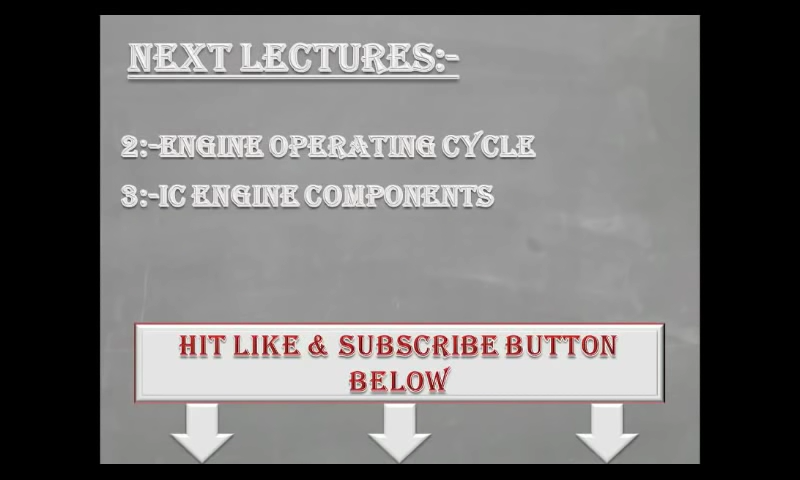 NEXT LECTURES:-
2:-ENGINE OPERATING CYCLE
3:-IC ENGINE COMPONENTS
HIT LIKE & SUBSCRIBE BUTTON
BELOW